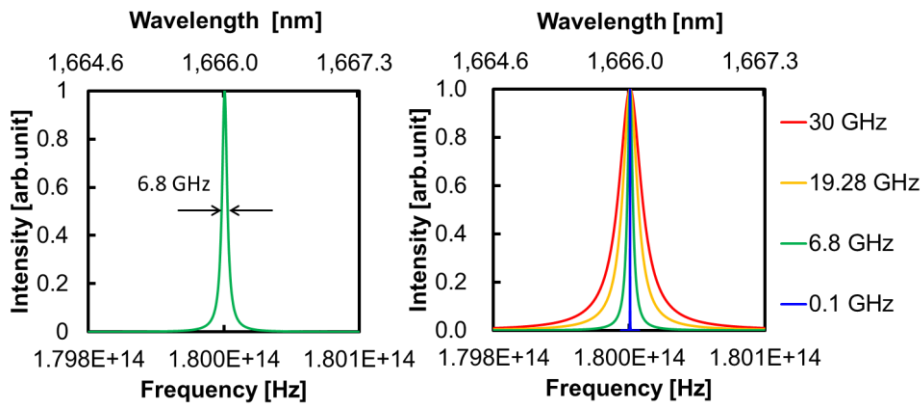 Wavelength [nm]
1,664.6 1,666.0 1,667.3
Intensity [arb.unit]
1
0.8
0.6
0.4
0.2
0
6.8 GHz
1.798E+14 1.800E+14 1.801E+14
Frequency [Hz]
Wavelength [nm]
1,664.6 1,666.0 1,667.3
Intensity [arb.unit]
1.0
0.8
0.6
0.4
0.2
0.0
1.798E+14 1.800E+14 1.801E+14
Frequency [Hz]
30 GHz
19.28 GHz
6.8 GHz
0.1 GHz